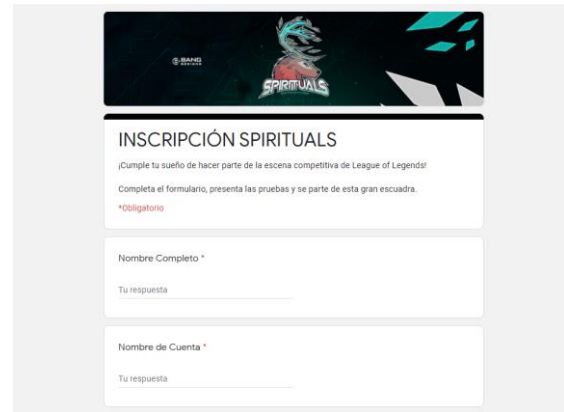 BANG
DESIGNS
SPIRITUALS
INSCRIPCIÓN SPIRITUALS
¡Cumple tu sueño de hacer parte de la escena competitiva de League of Legends!
Completa el formulario, presenta las pruebas y se parte de esta gran escuadra.
*Obligatorio
Nombre Completo *
Tu respuesta
Nombre de Cuenta *
Tu respuesta